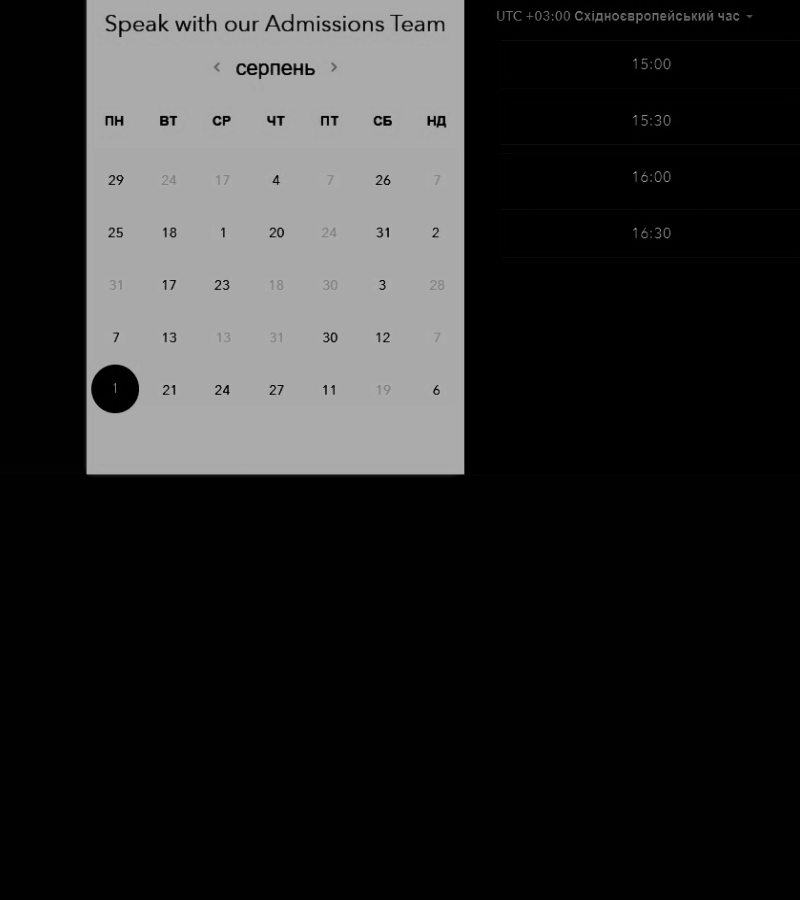 Speak with our Admissions Team
< серпень >
ПН ВТ СР ЧТ ПТ СБ НД
29 24 17 4 7 26 7
25 18 1 20 24 31 2
31 17 23 18 30 3 28
7 13 13 31 30 12 7
1 21 24 27 11 19 6
UTC +03:00 Східноєвропейський час
15:00
15:30
16:00
16:30